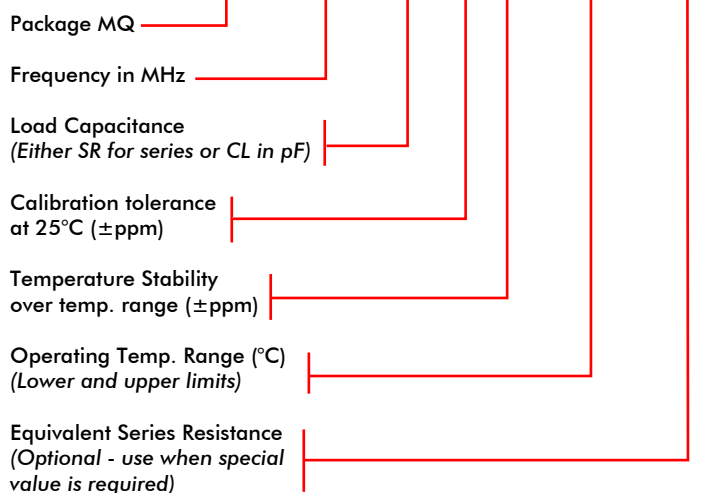 Package MQ
Frequency in MHz
Load Capacitance
(Either SR for series or CL in pF)
Calibration tolerance
at 25°C (±ppm)
Temperature Stability
over temp. range (±ppm)
Operating Temp. Range (°C)
(Lower and upper limits)
Equivalent Series Resistance
(Optional - use when special
value is required)